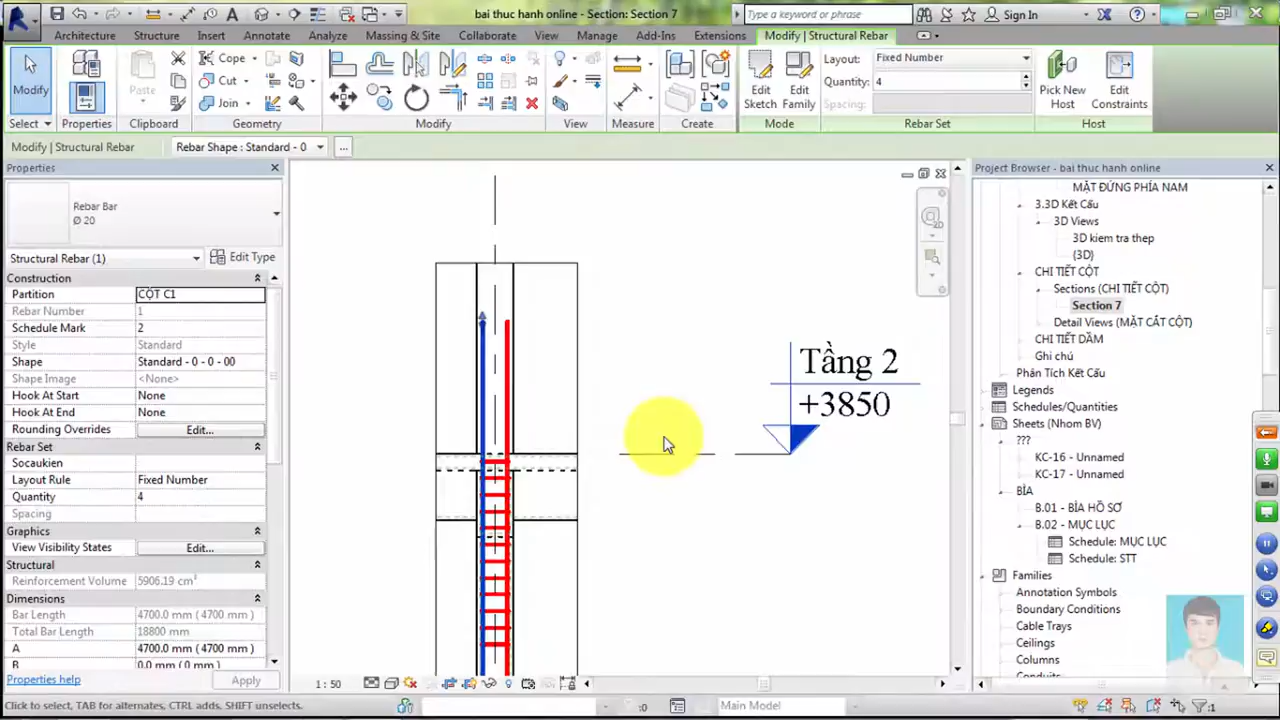 bai thuc hanh online - Section: Section 7
Type a keyword or phrase
Sign In
Architecture
Structure
Insert
Annotate
Analyze
Massing & Site
Collaborate
View
Manage
Add-Ins
Extensions
Modify | Structural Rebar
Modify
Paste
Cope
Cut
Join
Edit Sketch
Edit Family
Layout: Fixed Number
Quantity: 4
Spacing:
Pick New Host
Edit Constraints
Select
Properties
Clipboard
Geometry
Modify
View
Measure
Create
Mode
Rebar Set
Host
Modify | Structural Rebar
Rebar Shape : Standard - 0
...
Properties
Rebar Bar
Ø 20
Structural Rebar (1)
Edit Type
Construction
Partition CỘT C1
Rebar Number 1
Schedule Mark 2
Style Standard
Shape Standard - 0 - 0 - 00
Shape Image <None>
Hook At Start None
Hook At End None
Rounding Overrides Edit...
Rebar Set
Socaukien
Layout Rule Fixed Number
Quantity 4
Spacing
Graphics
View Visibility States Edit...
Structural
Reinforcement Volume 5906.19 cm³
Dimensions
Bar Length 4700.0 mm ( 4700 mm )
Total Bar Length 18800 mm
A 4700.0 mm ( 4700 mm )
B 0.0 mm ( 0 mm )
Properties help
Apply
Tầng 2
+3850
1 : 50
Project Browser - bai thuc hanh online
MẶT ĐỨNG PHÍA NAM
3.3D Kết Cấu
3D Views
3D kiem tra thep
(3D)
CHI TIẾT CỘT
Sections (CHI TIẾT CỘT)
Section 7
Detail Views (MẶT CẮT CỘT)
CHI TIẾT DẦM
Ghi chú
Phân Tích Kết Cấu
Legends
Schedules/Quantities
Sheets (Nhom BV)
???
KC-16 - Unnamed
KC-17 - Unnamed
BÌA
B.01 - BÌA HỒ SƠ
B.02 - MỤC LỤC
Schedule: MỤC LỤC
Schedule: STT
Families
Annotation Symbols
Boundary Conditions
Cable Trays
Ceilings
Columns
Click to select, TAB for alternates, CTRL adds, SHIFT unselects.
:0
Main Model
:1